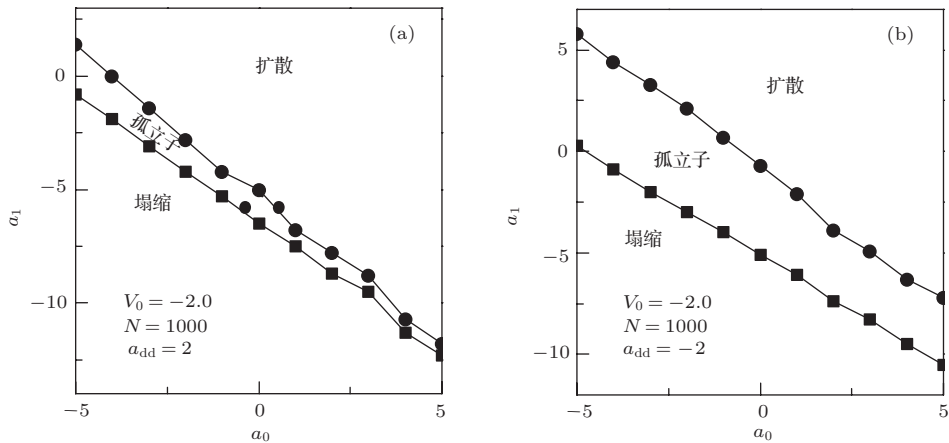 (a)
扩散
0
孤立子
塌缩
−5
a₁
−10
V₀ = −2.0
N = 1000
a_dd = 2
−5
0
5
a₀
(b)
5
扩散
0
孤立子
塌缩
a₁
−5
V₀ = −2.0
N = 1000
a_dd = −2
−10
−5
0
5
a₀